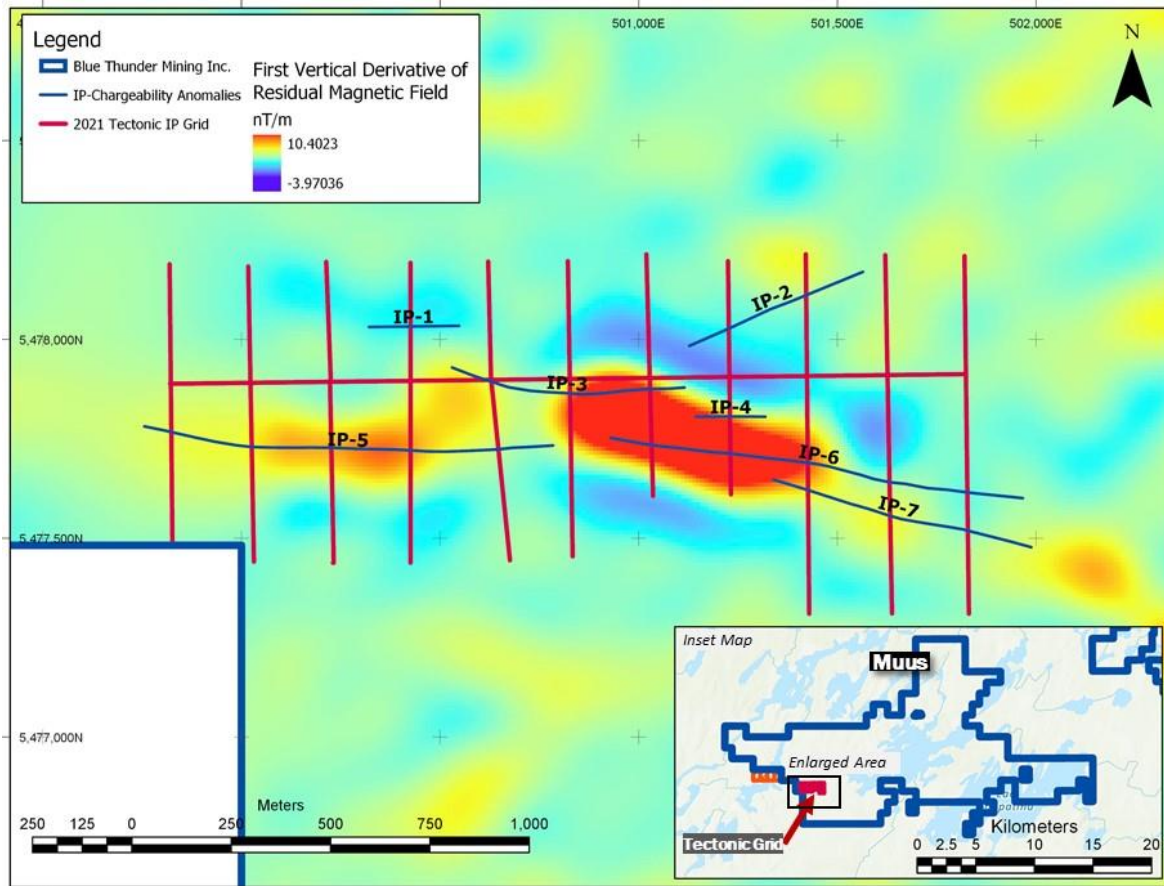 501,000E
501,500E
502,000E
Legend
Blue Thunder Mining Inc.
IP-Chargeability Anomalies
2021 Tectonic IP Grid
First Vertical Derivative of
Residual Magnetic Field
nT/m
10.4023
-3.97036
N
IP-2
IP-1
5,478,000N
IP-3
IP-4
IP-5
IP-6
IP-7
5,477,500N
5,477,000N
Meters
250 125 0 250 500 750 1,000
Inset Map
Muus
Enlarged Area
Tectonic Grid
Kilometers
0 2.5 5 10 15 20